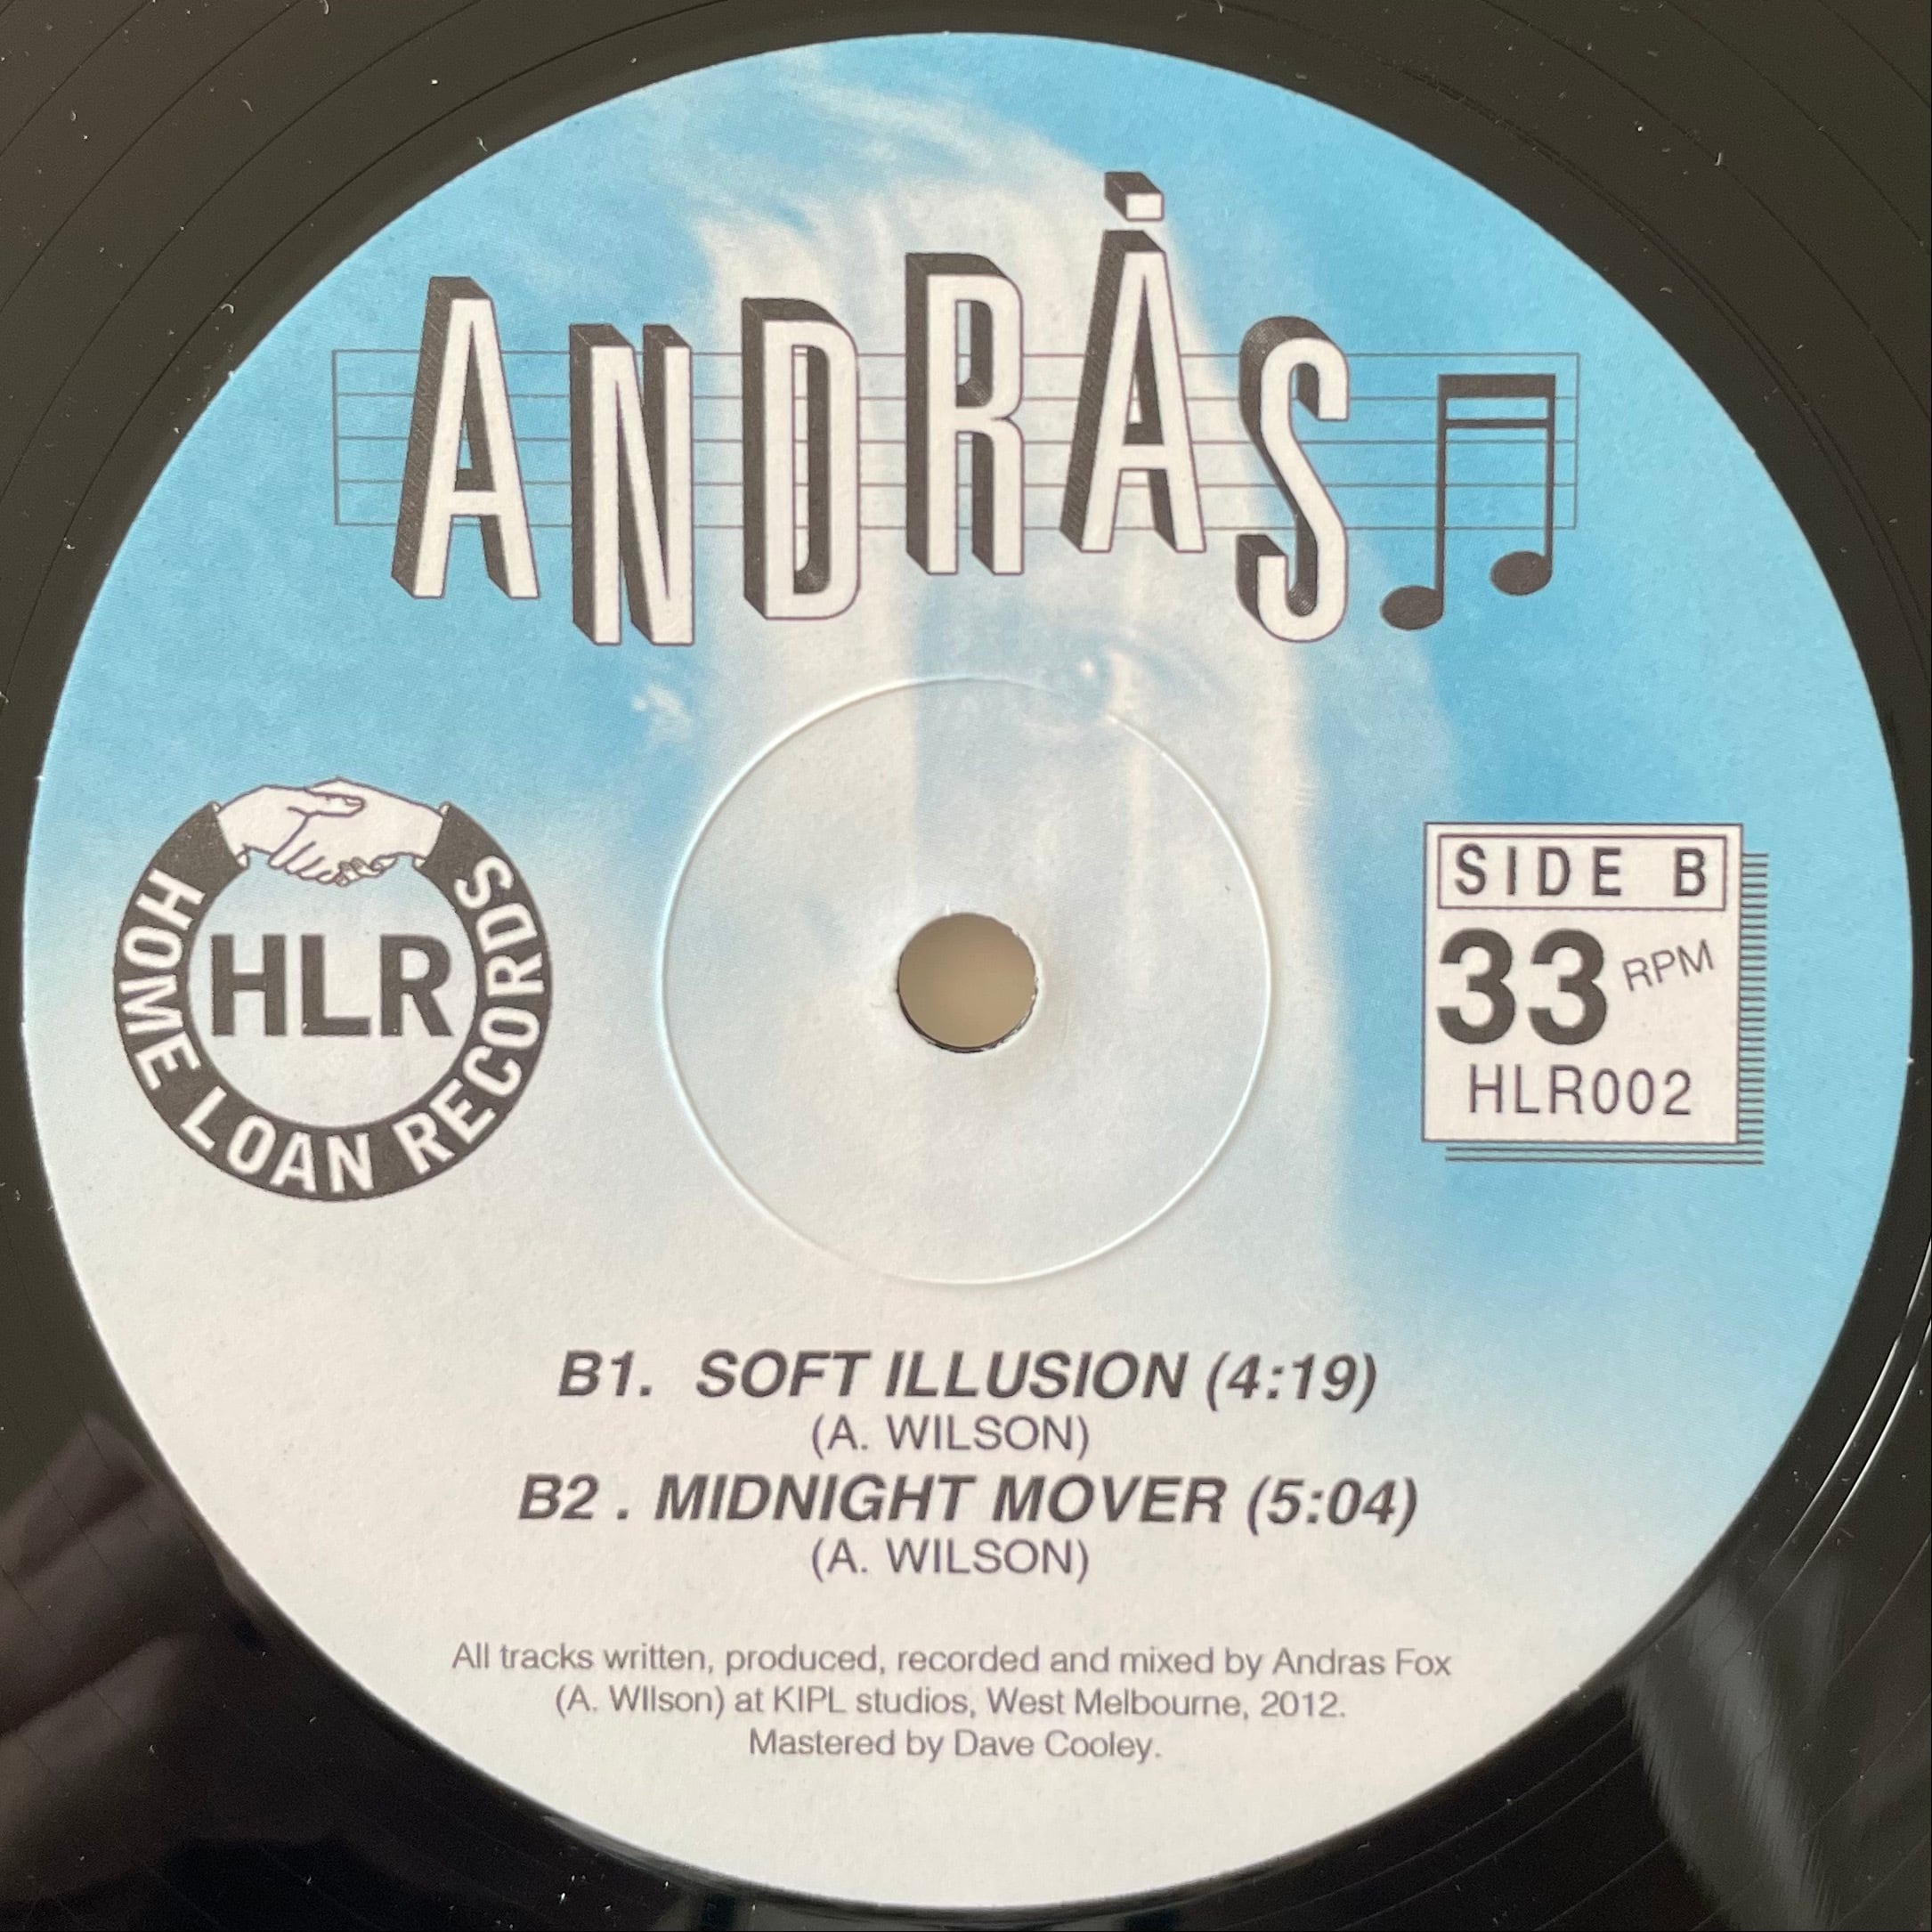 ANDRÀS
HLR
HOME LOAN RECORDS
SIDE B
33 RPM
HLR002
B1. SOFT ILLUSION (4:19)
(A. WILSON)
B2 . MIDNIGHT MOVER (5:04)
(A. WILSON)
All tracks written, produced, recorded and mixed by Andras Fox
(A. WIlson) at KIPL studios, West Melbourne, 2012.
Mastered by Dave Cooley.